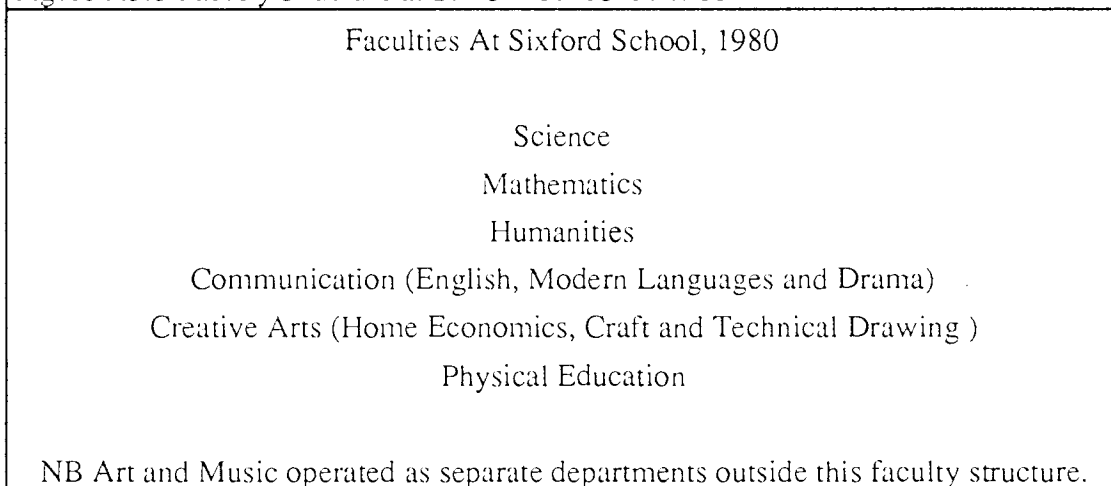 Faculties At Sixford School, 1980
Science
Mathematics
Humanities
Communication (English, Modern Languages and Drama)
Creative Arts (Home Economics, Craft and Technical Drawing )
Physical Education
NB Art and Music operated as separate departments outside this faculty structure.